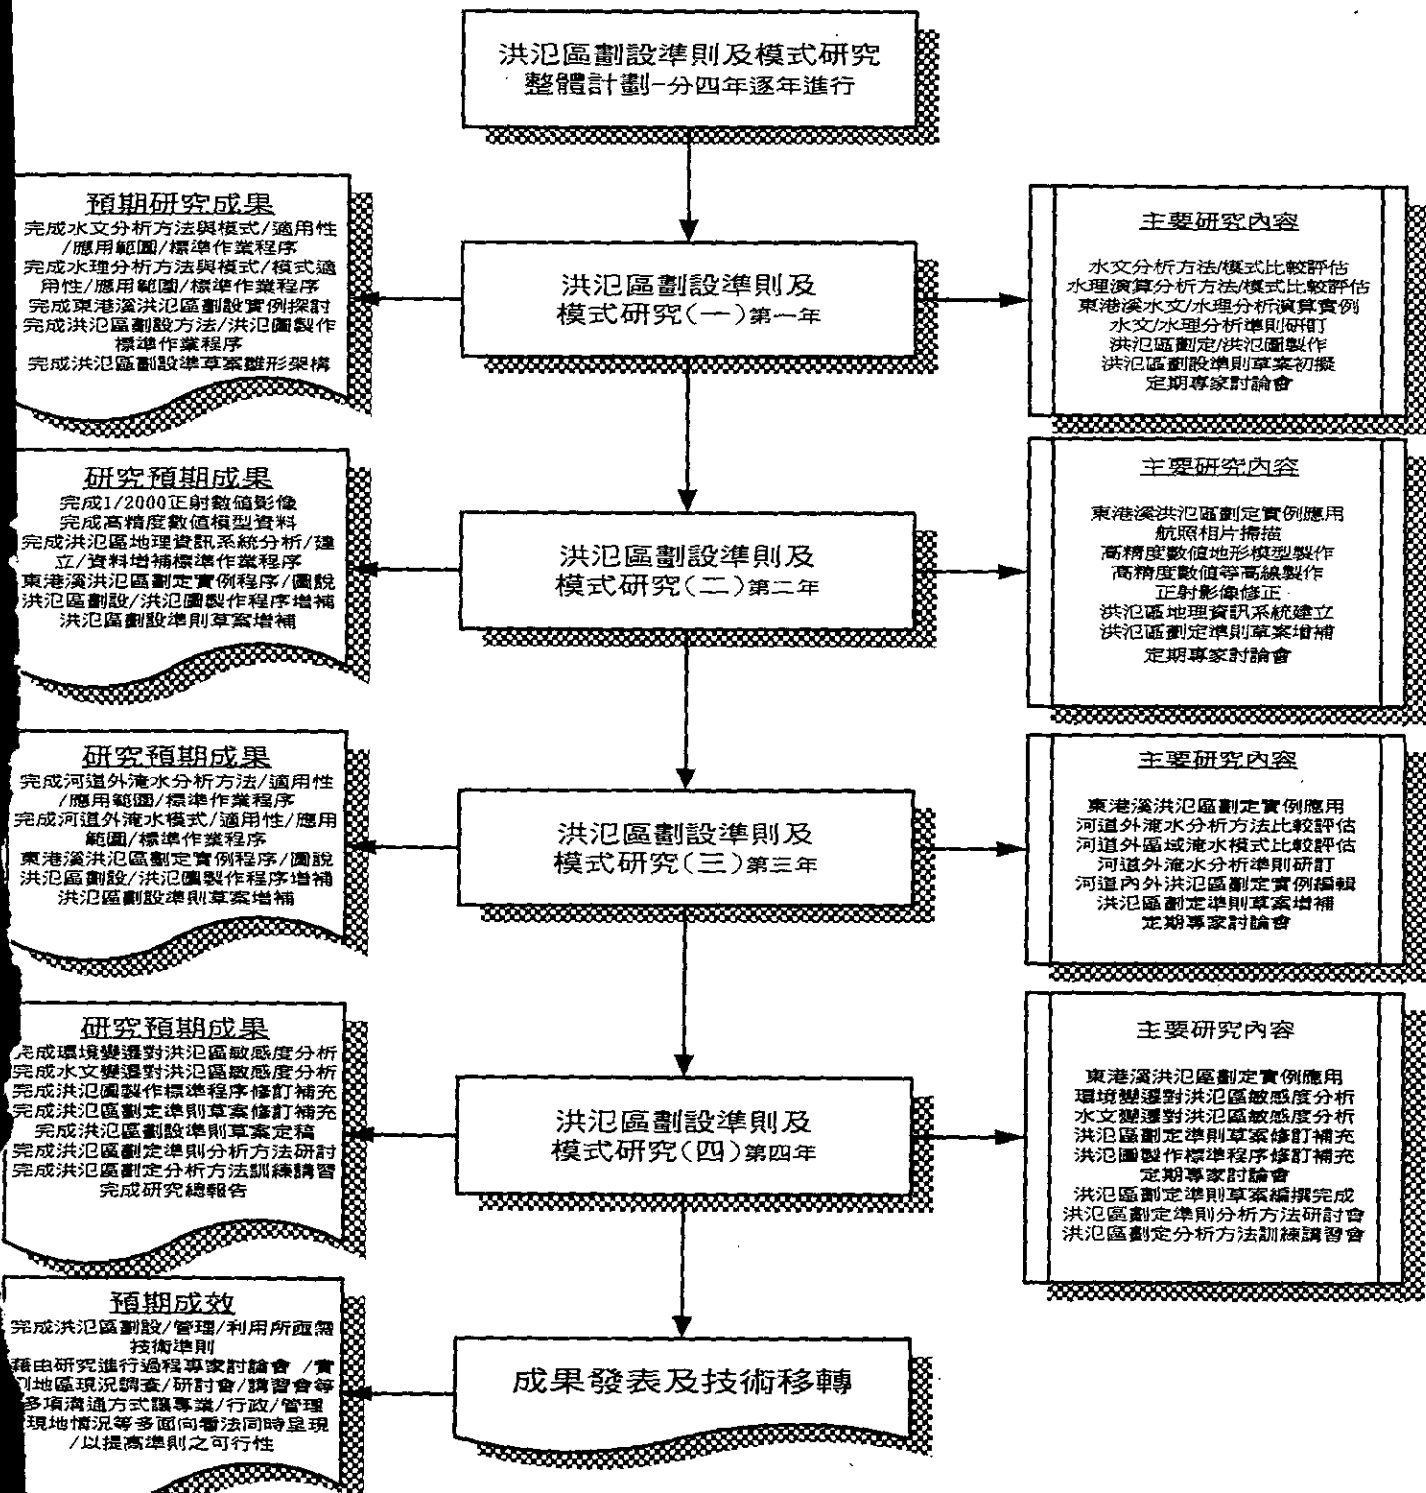 洪氾區劃設準則及模式研究
整體計劃-分四年逐年進行
預期研究成果
完成水文分析方法與模式/適用性
/應用範圍/標準作業程序
完成水理分析方法與模式/模式適
用性/應用範圍/標準作業程序
完成東港溪洪氾區劃設實例探討
完成洪氾區劃設方法/洪氾圖製作
標準作業程序
完成洪氾區劃設準草案雛形架構
洪氾區劃設準則及
模式研究(一)第一年
主要研究內容
水文分析方法/模式比較評估
水理演算分析方法/模式比較評估
東港溪水文/水理分析演算實例
水文/水理分析準則研訂
洪氾區劃定/洪氾圖製作
洪氾區劃設準則草案初擬
定期專家討論會
研究預期成果
完成1/2000正射數值影像
完成高精度數值模型資料
完成洪氾區地理資訊系統分析/建
立/資料增補標準作業程序
東港溪洪氾區劃定實例程序/圖說
洪氾區劃設/洪氾圖製作程序增補
洪氾區劃設準則草案增補
洪氾區劃設準則及
模式研究(二)第二年
主要研究內容
東港溪洪氾區劃定實例應用
航照相片掃描
高精度數值地形模型製作
高精度數值等高線製作
正射影像修正
洪氾區地理資訊系統建立
洪氾區劃定準則草案增補
定期專家討論會
研究預期成果
完成河道外淹水分析方法/適用性
/應用範圍/標準作業程序
完成河道外淹水模式/適用性/應用
範圍/標準作業程序
東港溪洪氾區劃定實例程序/圖說
洪氾區劃設/洪氾圖製作程序增補
洪氾區劃設準則草案增補
洪氾區劃設準則及
模式研究(三)第三年
主要研究內容
東港溪洪氾區劃定實例應用
河道外淹水分析方法比較評估
河道外區域淹水模式比較評估
河道外淹水分析準則研訂
河道內外洪氾區劃定實例編輯
洪氾區劃定準則草案增補
定期專家討論會
研究預期成果
完成環境變遷對洪氾區敏感度分析
完成水文變遷對洪氾區敏感度分析
完成洪氾圖製作標準程序修訂補充
完成洪氾區劃定準則草案修訂補充
完成洪氾區劃設準則草案定稿
完成洪氾區劃定準則分析方法研討
完成洪氾區劃定分析方法訓練講習
完成研究總報告
洪氾區劃設準則及
模式研究(四)第四年
主要研究內容
東港溪洪氾區劃定實例應用
環境變遷對洪氾區敏感度分析
水文變遷對洪氾區敏感度分析
洪氾區劃定準則草案修訂補充
洪氾圖製作標準程序修訂補充
定期專家討論會
洪氾區劃定準則草案編撰完成
洪氾區劃定準則分析方法研討會
洪氾區劃定分析方法訓練講習會
預期成效
完成洪氾區劃設/管理/利用所亟需
技術準則
藉由研究進行過程專家討論會 /實
地區現況調查/研討會/講習會等
多項溝通方式讓專業/行政/管理
現地情況等多面向看法同時呈現
/以提高準則之可行性
成果發表及技術移轉